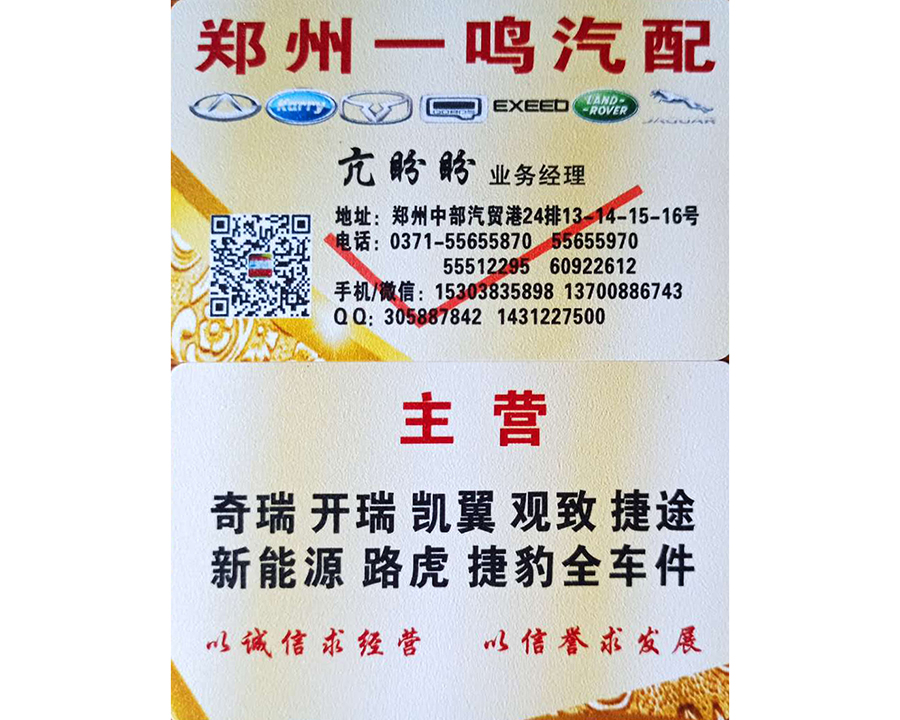 郑州一鸣汽配
Karry QOROS EXEED LAND-ROVER JAGUAR
亢盼盼 业务经理
地址：郑州中部汽贸港24排13-14-15-16号
电话：0371-55655870 55655970
55512295 60922612
手机/微信：15303835898 13700886743
QQ：305887842 1431227500
主营
奇瑞 开瑞 凯翼 观致 捷途
新能源 路虎 捷豹全车件
以诚信求经营 以信誉求发展